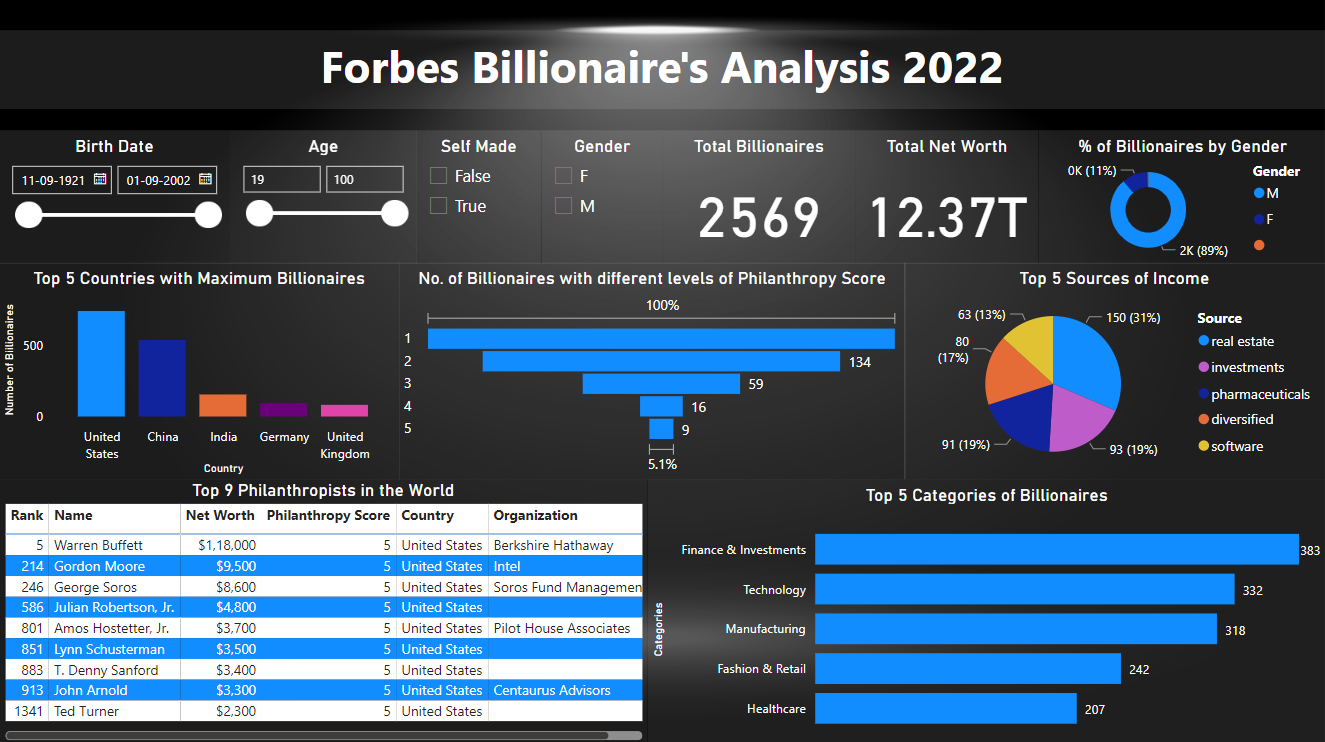 Forbes Billionaire's Analysis 2022
Birth Date
11-09-1921
01-09-2002
Age
19
100
Self Made
False
True
Gender
F
M
Total Billionaires
2569
Total Net Worth
12.37T
% of Billionaires by Gender
0K (11%)
2K (89%)
Gender
M
F
Top 5 Countries with Maximum Billionaires
Number of Billionaires
500
0
United
States
China
India
Germany
United
Kingdom
Country
No. of Billionaires with different levels of Philanthropy Score
100%
1
2
134
3
59
4
16
5
9
5.1%
Top 5 Sources of Income
63 (13%)
150 (31%)
80
(17%)
91 (19%)
93 (19%)
Source
real estate
investments
pharmaceuticals
diversified
software
Top 9 Philanthropists in the World
Rank Name Net Worth Philanthropy Score Country Organization
5 Warren Buffett $1,18,000 5 United States Berkshire Hathaway
214 Gordon Moore $9,500 5 United States Intel
246 George Soros $8,600 5 United States Soros Fund Managemen
586 Julian Robertson, Jr. $4,800 5 United States
801 Amos Hostetter, Jr. $3,700 5 United States Pilot House Associates
851 Lynn Schusterman $3,500 5 United States
883 T. Denny Sanford $3,400 5 United States
913 John Arnold $3,300 5 United States Centaurus Advisors
1341 Ted Turner $2,300 5 United States
Top 5 Categories of Billionaires
Categories
Finance & Investments 383
Technology 332
Manufacturing 318
Fashion & Retail 242
Healthcare 207